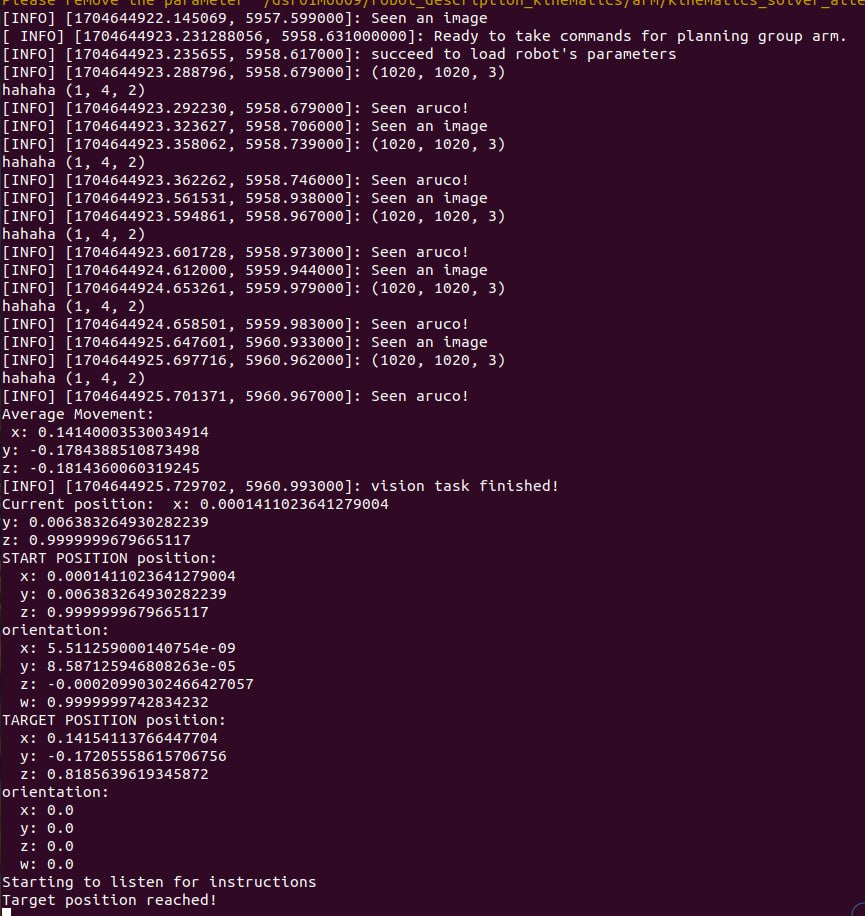 Please remove the parameter '/dsr01m0609/robot_description_kinematics/arm/kinematics_solver_atte
[INFO] [1704644922.145069, 5957.599000]: Seen an image
[ INFO] [1704644923.231288056, 5958.631000000]: Ready to take commands for planning group arm.
[INFO] [1704644923.235655, 5958.617000]: succeed to load robot's parameters
[INFO] [1704644923.288796, 5958.679000]: (1020, 1020, 3)
hahaha (1, 4, 2)
[INFO] [1704644923.292230, 5958.679000]: Seen aruco!
[INFO] [1704644923.323627, 5958.706000]: Seen an image
[INFO] [1704644923.358062, 5958.739000]: (1020, 1020, 3)
hahaha (1, 4, 2)
[INFO] [1704644923.362262, 5958.746000]: Seen aruco!
[INFO] [1704644923.561531, 5958.938000]: Seen an image
[INFO] [1704644923.594861, 5958.967000]: (1020, 1020, 3)
hahaha (1, 4, 2)
[INFO] [1704644923.601728, 5958.973000]: Seen aruco!
[INFO] [1704644924.612000, 5959.944000]: Seen an image
[INFO] [1704644924.653261, 5959.979000]: (1020, 1020, 3)
hahaha (1, 4, 2)
[INFO] [1704644924.658501, 5959.983000]: Seen aruco!
[INFO] [1704644925.647601, 5960.933000]: Seen an image
[INFO] [1704644925.697716, 5960.962000]: (1020, 1020, 3)
hahaha (1, 4, 2)
[INFO] [1704644925.701371, 5960.967000]: Seen aruco!
Average Movement:
 x: 0.14140003530034914
y: -0.1784388510873498
z: -0.1814360060319245
[INFO] [1704644925.729702, 5960.993000]: vision task finished!
Current position:  x: 0.0001411023641279004
y: 0.006383264930282239
z: 0.9999999679665117
START POSITION position:
  x: 0.0001411023641279004
  y: 0.006383264930282239
  z: 0.9999999679665117
orientation:
  x: 5.511259000140754e-09
  y: 8.587125946808263e-05
  z: -0.00020990302466427057
  w: 0.9999999742834232
TARGET POSITION position:
  x: 0.14154113766447704
  y: -0.17205558615706756
  z: 0.8185639619345872
orientation:
  x: 0.0
  y: 0.0
  z: 0.0
  w: 0.0
Starting to listen for instructions
Target position reached!